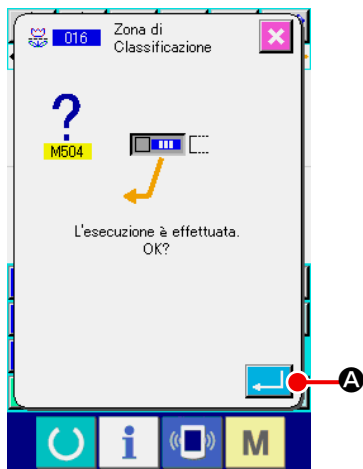 016
Zona di
Classificazione
?
M504
L'esecuzione è effettuata.
OK?
A
i
M